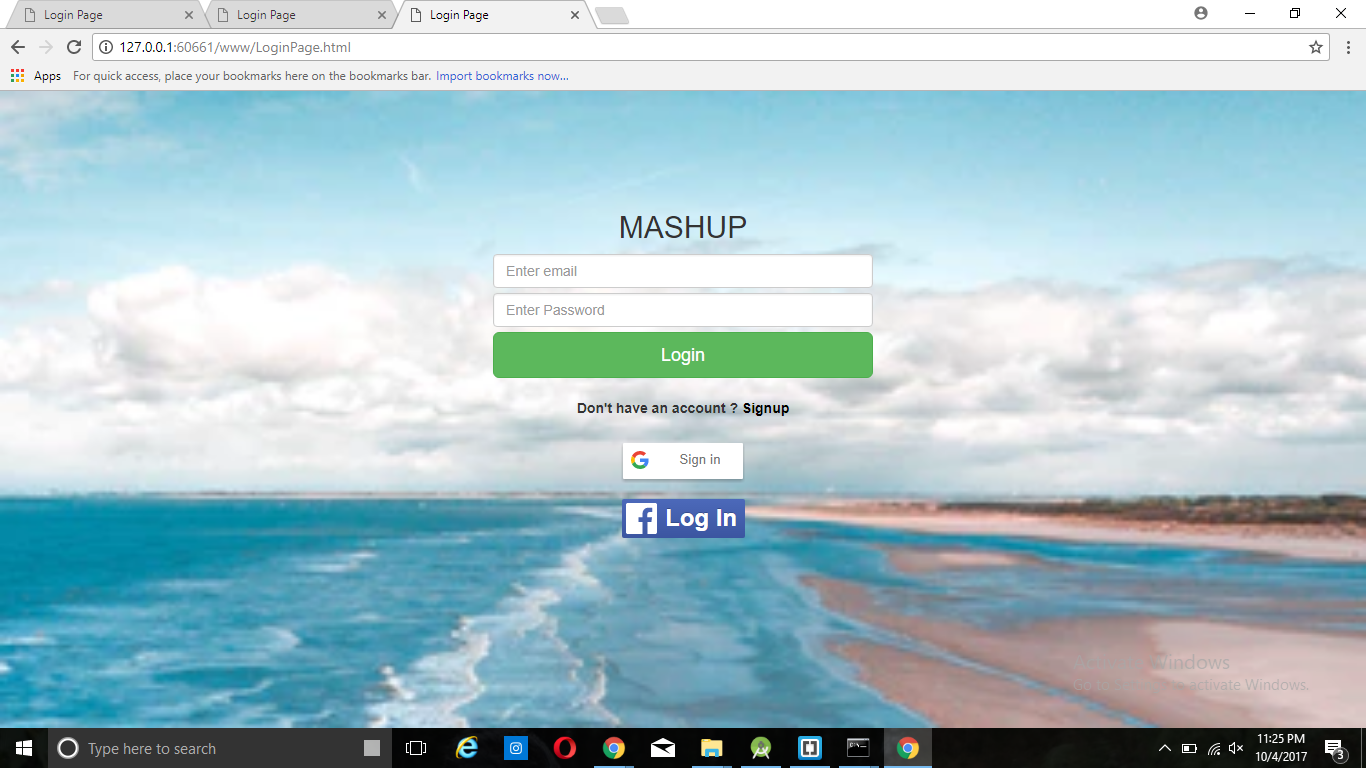 Login Page
Login Page
Login Page
127.0.0.1:60661/www/LoginPage.html
Apps For quick access, place your bookmarks here on the bookmarks bar. Import bookmarks now...
MASHUP
Enter email
Enter Password
Login
Don't have an account ? Signup
Sign in
f Log In
Windows
activate Windows.
Type here to search
11:25 PM
10/4/2017
3